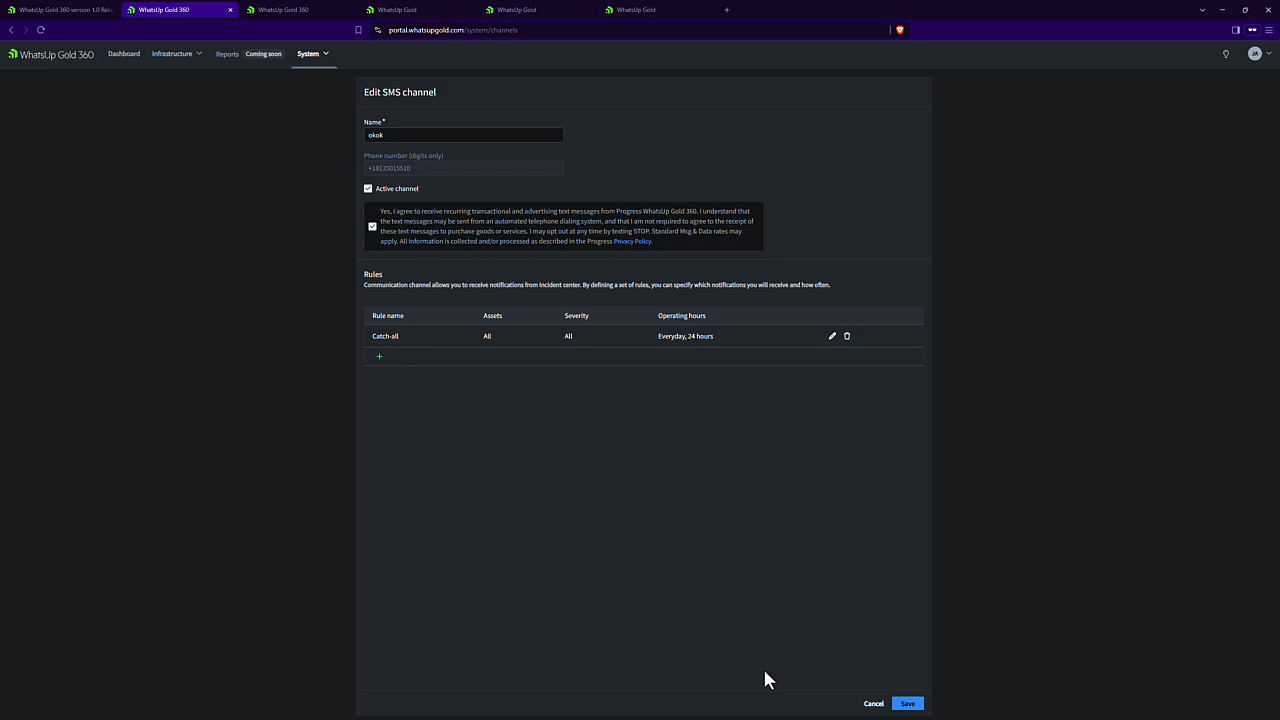 WhatsUp Gold 360 version 1.0 Rele
WhatsUp Gold 360
WhatsUp Gold 360
WhatsUp Gold
WhatsUp Gold
WhatsUp Gold
portal.whatsupgold.com/system/channels
WhatsUp Gold 360
Dashboard
Infrastructure
Reports
Coming soon
System
JA
Edit SMS channel
Name*
okok
Phone number (digits only)
+18135015510
Active channel
Yes, I agree to receive recurring transactional and advertising text messages from Progress WhatsUp Gold 360. I understand that
the text messages may be sent from an automated telephone dialing system, and that I am not required to agree to the receipt of
these text messages to purchase goods or services. I may opt out at any time by texting STOP. Standard Msg & Data rates may
apply. All information is collected and/or processed as described in the Progress Privacy Policy.
Rules
Communication channel allows you to receive notifications from Incident center. By defining a set of rules, you can specify which notifications you will receive and how often.
Rule name Assets Severity Operating hours
Catch-all All All Everyday, 24 hours
Cancel
Save